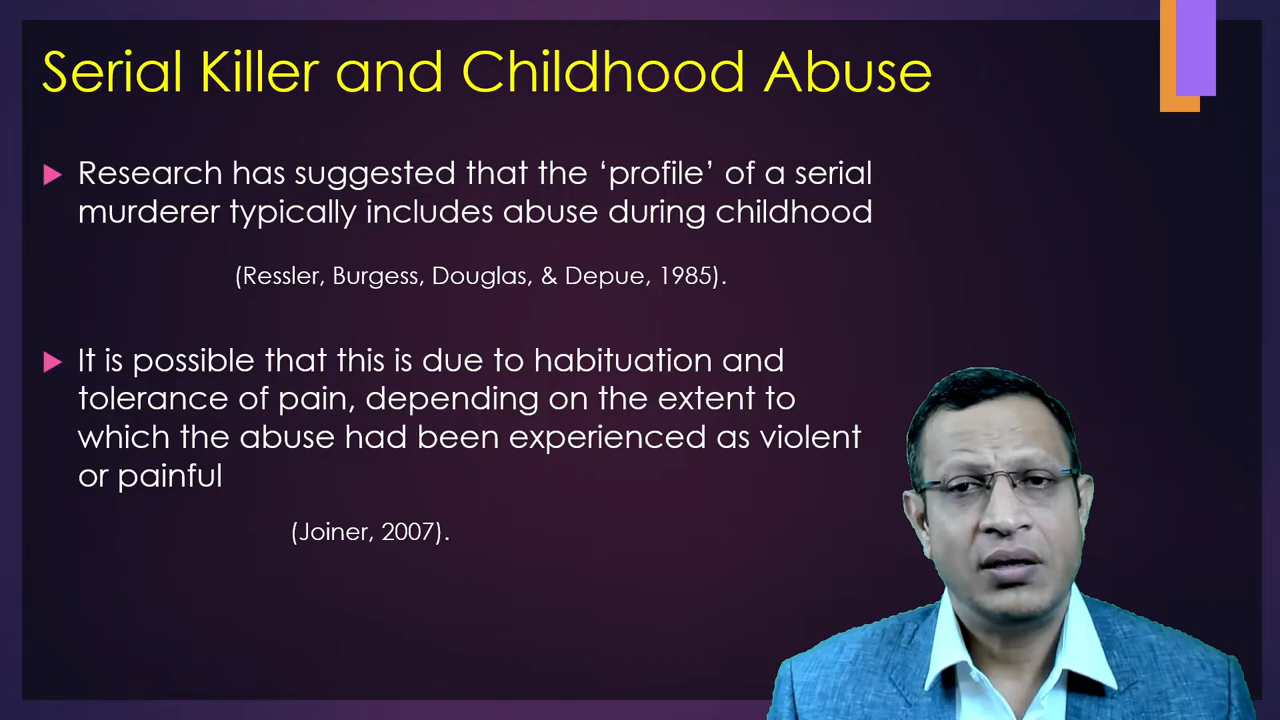 Serial Killer and Childhood Abuse
Research has suggested that the ‘profile’ of a serial
murderer typically includes abuse during childhood
(Ressler, Burgess, Douglas, & Depue, 1985).
It is possible that this is due to habituation and
tolerance of pain, depending on the extent to
which the abuse had been experienced as violent
or painful
(Joiner, 2007).